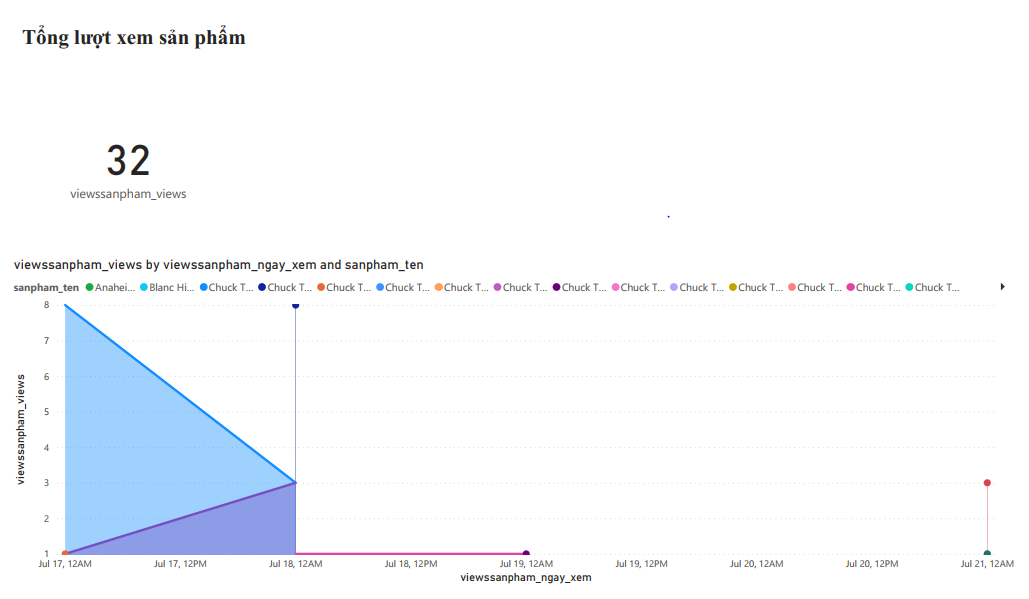 Tổng lượt xem sản phẩm
32
viewssanpham_views
viewssanpham_views by viewssanpham_ngay_xem and sanpham_ten
sanpham_ten Anahei... Blanc Hi... Chuck T... Chuck T... Chuck T... Chuck T... Chuck T... Chuck T... Chuck T... Chuck T... Chuck T... Chuck T... Chuck T... Chuck T... Chuck T...
viewssanpham_views
8
7
6
5
4
3
2
1
Jul 17, 12AM Jul 17, 12PM Jul 18, 12AM Jul 18, 12PM Jul 19, 12AM Jul 19, 12PM Jul 20, 12AM Jul 20, 12PM Jul 21, 12AM
viewssanpham_ngay_xem